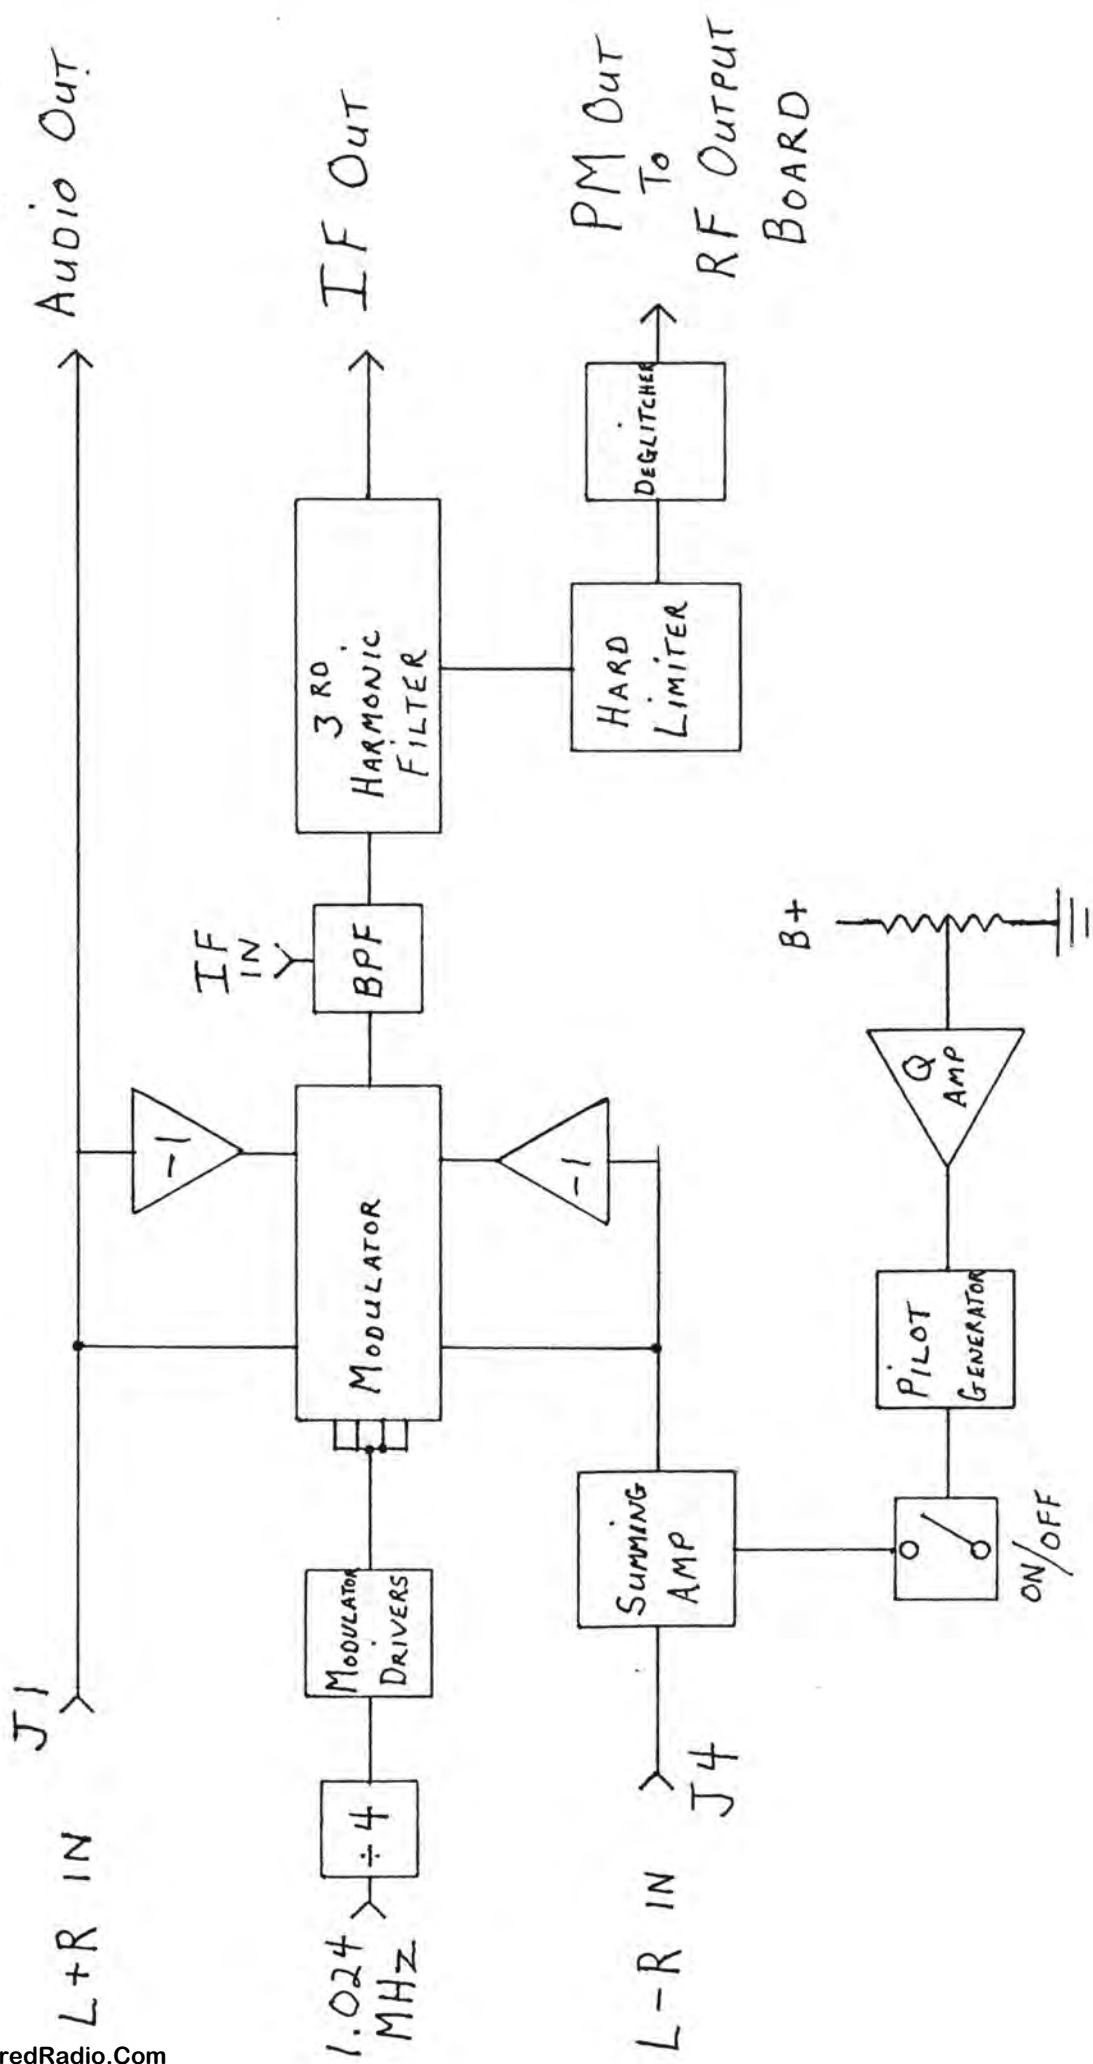 J1
L+R IN
AUDIO OUT
-1
IF
IN
1.024
MHz
÷4
MODULATOR
DRIVERS
MODULATOR
BPF
3RD
HARMONIC
FILTER
IF OUT
-1
L-R IN
J4
SUMMING
AMP
HARD
LIMITER
DEGLITCHER
PM OUT
TO
RF OUTPUT
BOARD
ON/OFF
PILOT
GENERATOR
Q
AMP
B+
redRadio.Com